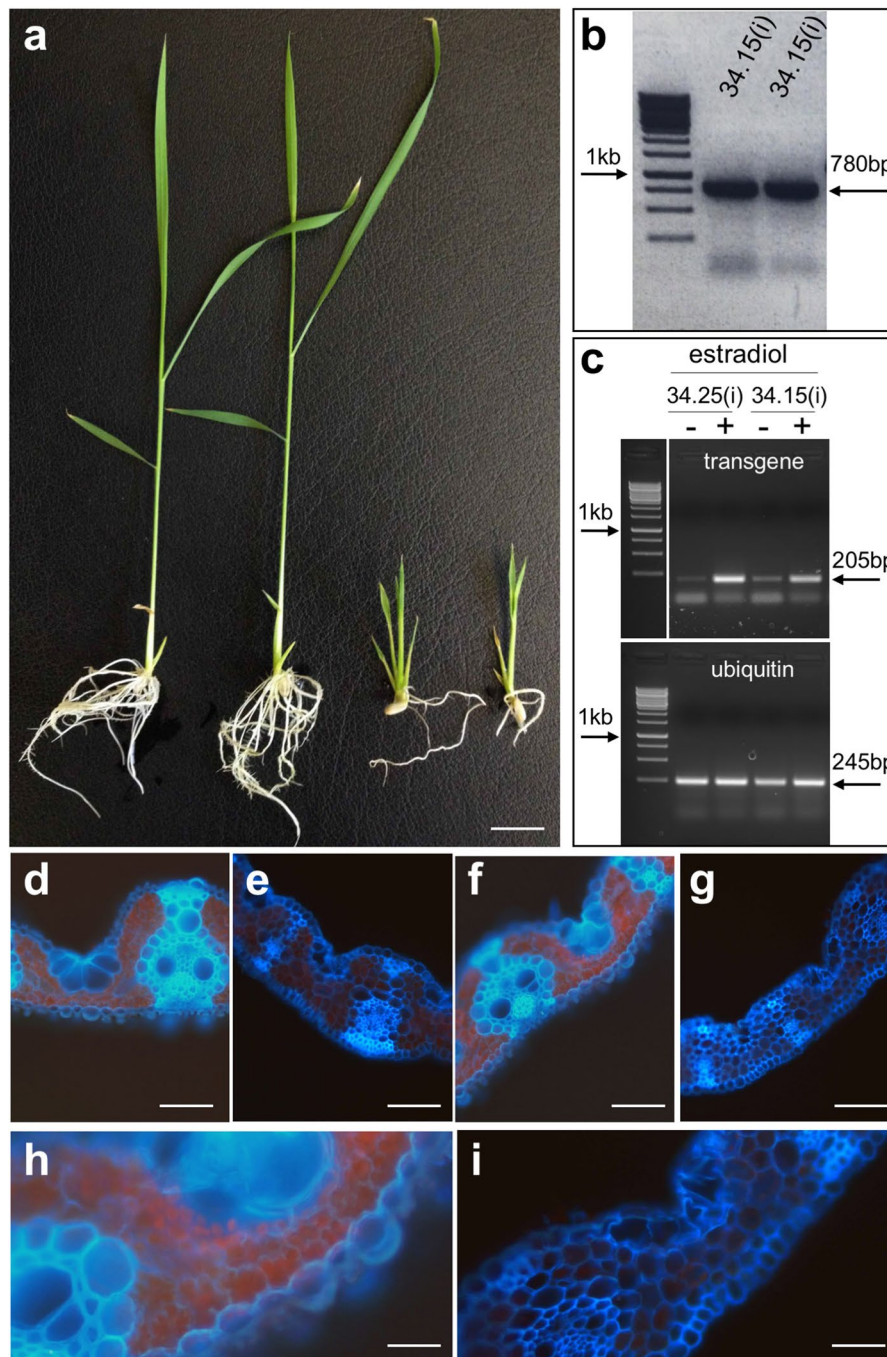 a
b
34.15(i) 34.15(i)
1kb
780bp
c
estradiol
34.25(i) 34.15(i)
- + - +
transgene
1kb
205bp
ubiquitin
1kb
245bp
d
e
f
g
h
i